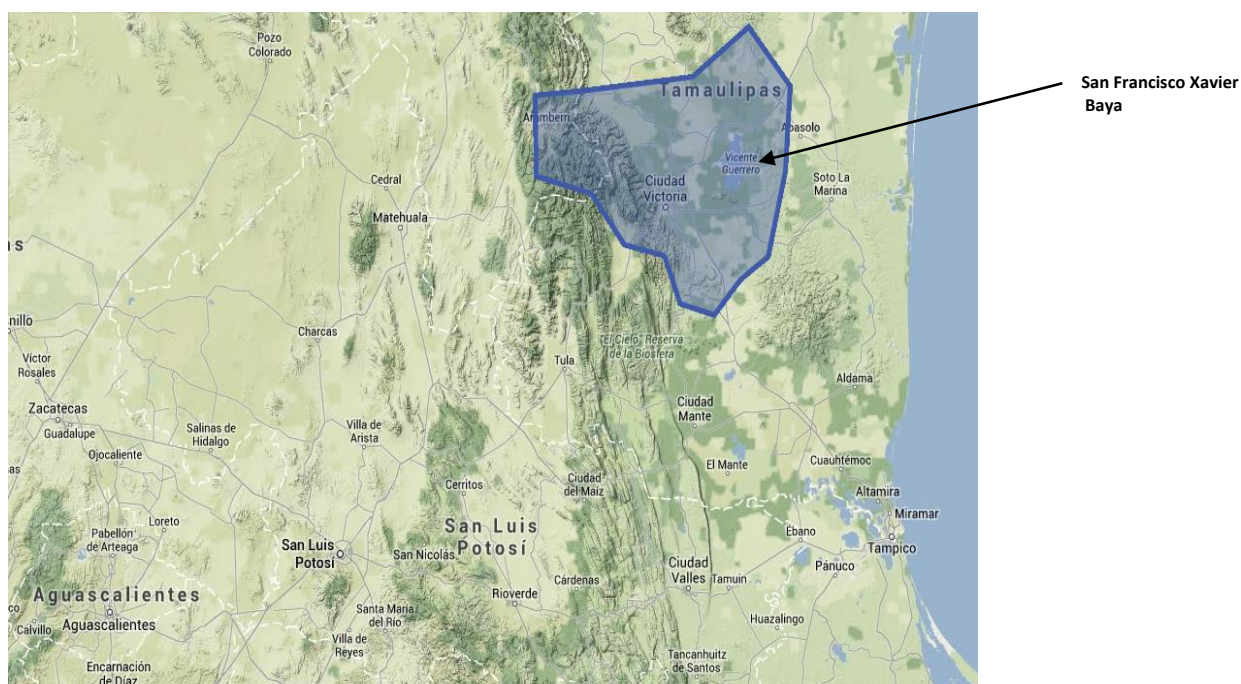 Pozo
Colorado
Tamaulipas
San Francisco Xavier
Baya
Aramberri
Abasolo
Vicente
Guerrero
Cedral
Ciudad
Victoria
Soto La
Marina
Matehuala
as
anillo
Charcas
"El Cielo" Reserva
de la Biosfera
Victor
Rosales
Tula
Aldama
Zacatecas
Guadalupe
Salinas de
Hidalgo
Villa de
Arista
Ciudad
Mante
Ojocaliente
El Mante
Cuauhtémoc
Cerritos
Ciudad
del Maíz
Altamira
Miramar
Loreto
Pabellón
de Arteaga
San Luis
Potosí
San Luis
Potosí
San Nicolás
Ébano
Tampico
Cárdenas
Ciudad
Valles
Tamuin
Pánuco
Aguascalientes
Aguascalientes
Rioverde
Calvillo
Santa Maria
del Río
Villa de
Reyes
Huazalingo
Encarnación
de Díaz
Tancanhuitz
de Santos